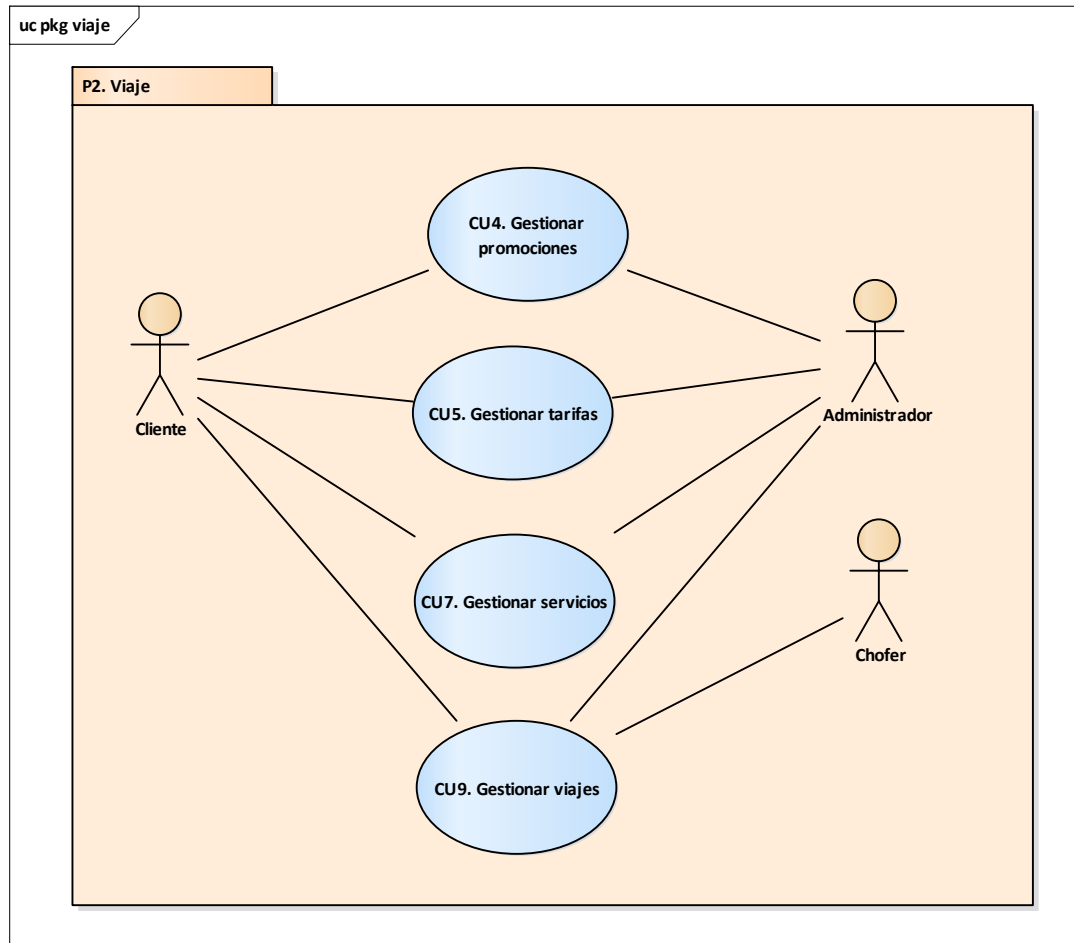 uc pkg viaje
P2. Viaje
CU4. Gestionar
promociones
Cliente
CU5. Gestionar tarifas
Administrador
CU7. Gestionar servicios
Chofer
CU9. Gestionar viajes